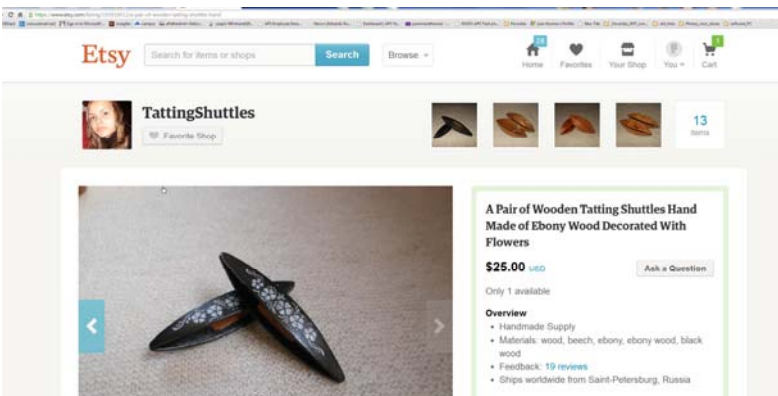 Etsy
Search for items or shops
Search
Browse
28
Home
Favorites
Your Shop
You
1
Cart
TattingShuttles
Favorite Shop
13
items
A Pair of Wooden Tatting Shuttles Hand
Made of Ebony Wood Decorated With
Flowers
$25.00 USD
Ask a Question
Only 1 available
Overview
• Handmade Supply
• Materials: wood, beech, ebony, ebony wood, black
wood
• Feedback: 19 reviews
• Ships worldwide from Saint-Petersburg, Russia